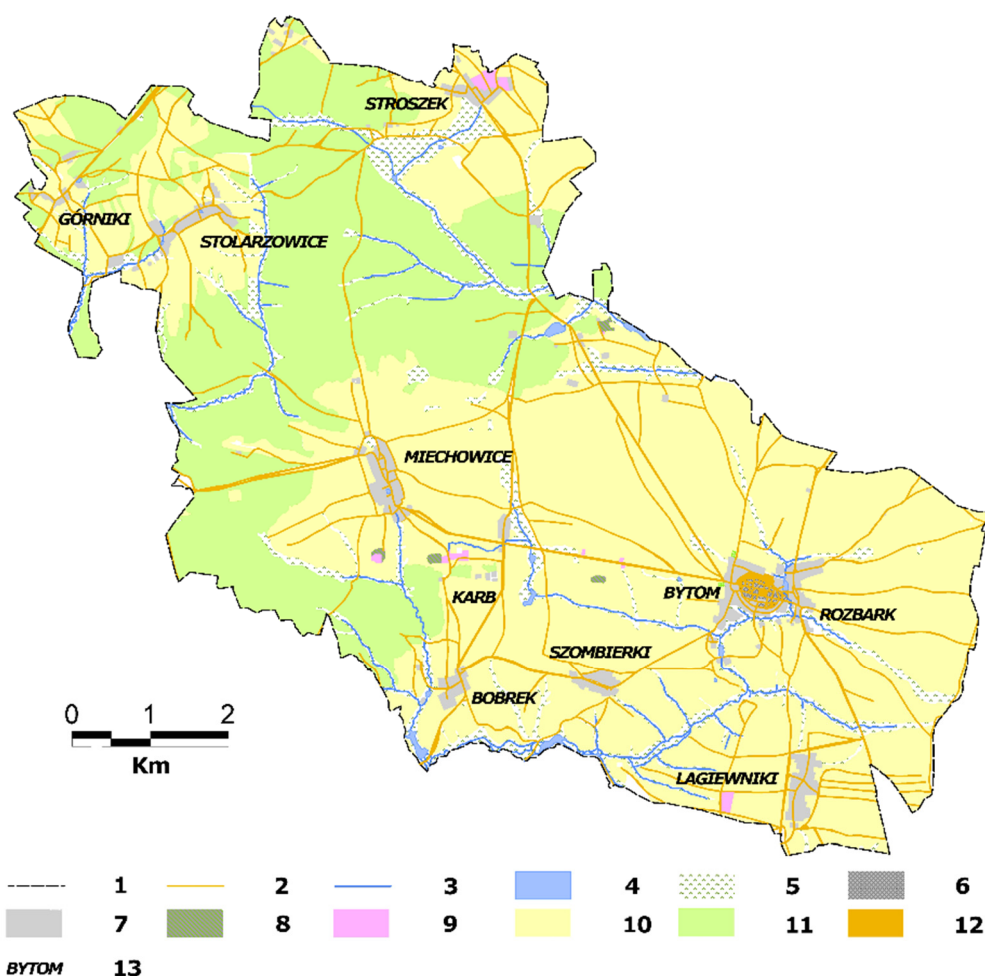 STROSZEK
GÓRNIKI
STOLARZOWICE
MIECHOWICE
KARB
BYTOM
ROZBARK
SZOMBIERKI
BOBREK
LAGIEWNIKI
0 1 2
Km
1 2 3 4 5 6
7 8 9 10 11 12
BYTOM 13